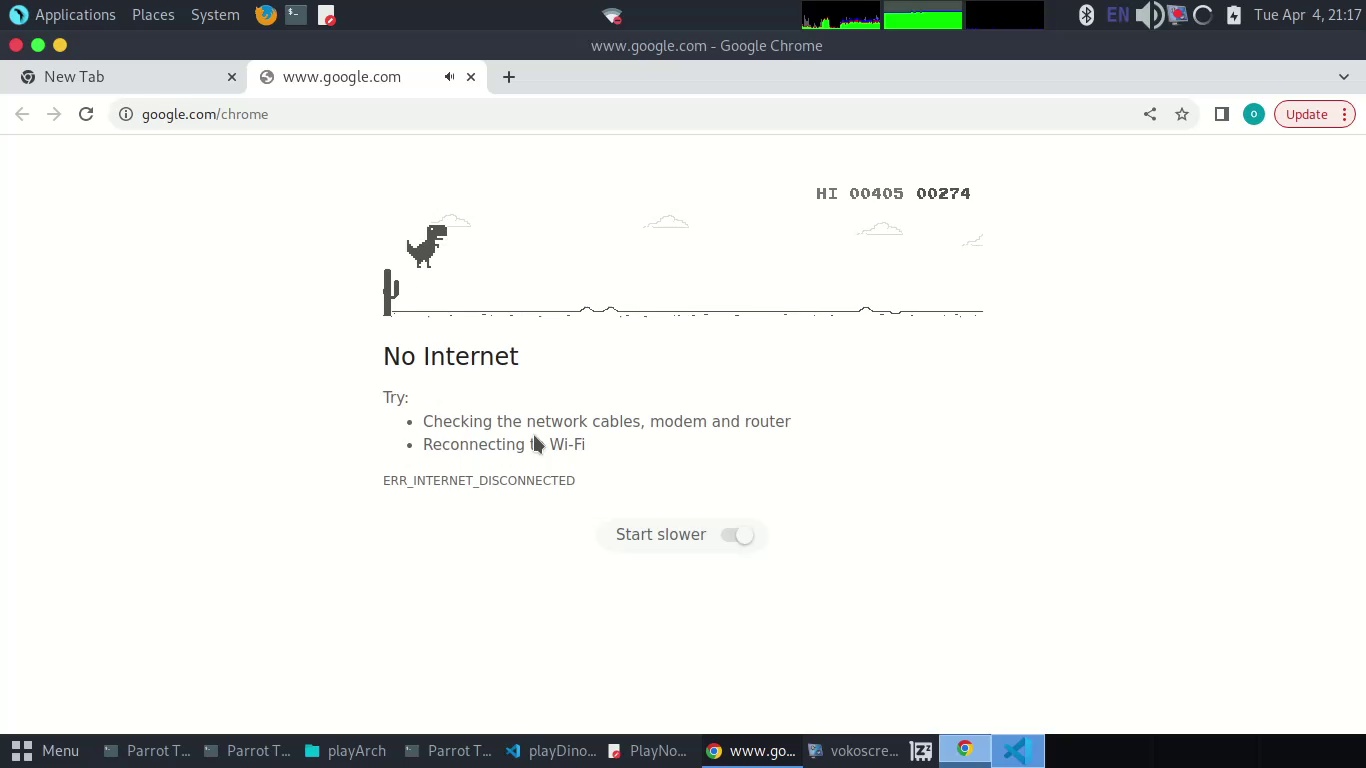 Applications Places System EN Tue Apr 4, 21:17
www.google.com - Google Chrome
New Tab www.google.com
google.com/chrome o Update
HI 00405 00274
No Internet
Try:
Checking the network cables, modem and router
Reconnecting Wi-Fi
ERR_INTERNET_DISCONNECTED
Start slower
Menu Parrot T... Parrot T... playArch Parrot T... playDino... PlayNo... www.go... vokoscre...